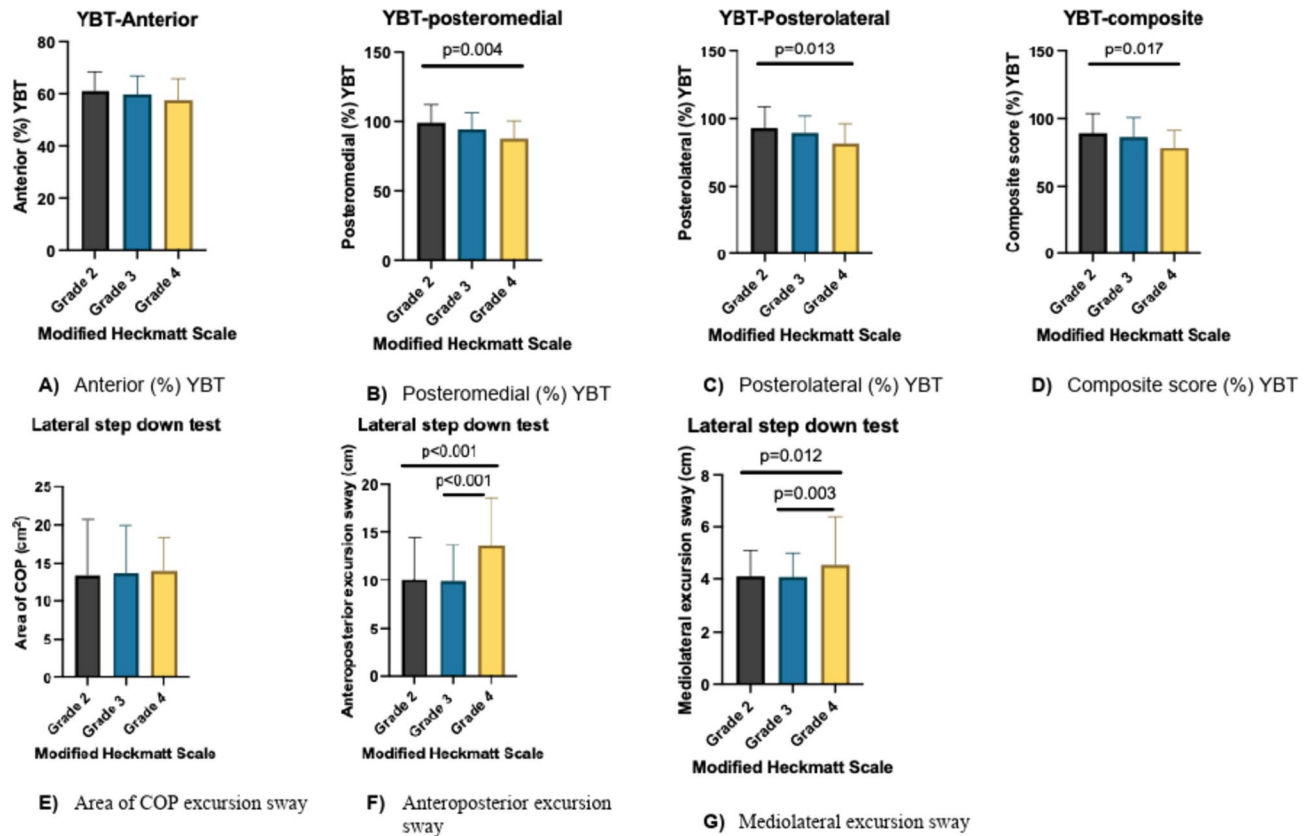 YBT-Anterior
Anterior (%) YBT
80
60
40
20
0
Grade 2
Grade 3
Grade 4
Modified Heckmatt Scale
A) Anterior (%) YBT
YBT-posteromedial
p=0.004
Posteromedial (%) YBT
150
100
50
0
Grade 2
Grade 3
Grade 4
Modified Heckmatt Scale
B) Posteromedial (%) YBT
YBT-Posterolateral
p=0.013
Posterolateral (%) YBT
150
100
50
0
Grade 2
Grade 3
Grade 4
Modified Heckmatt Scale
C) Posterolateral (%) YBT
YBT-composite
p=0.017
Composite score (%) YBT
150
100
50
0
Grade 2
Grade 3
Grade 4
Modified Heckmatt Scale
D) Composite score (%) YBT
Lateral step down test
Area of COP (cm²)
25
20
15
10
5
0
Grade 2
Grade 3
Grade 4
Modified Heckmatt Scale
E) Area of COP excursion sway
Lateral step down test
p<0.001
p<0.001
Anteroposterior excursion sway (cm)
20
15
10
5
0
Grade 2
Grade 3
Grade 4
Modified Heckmatt Scale
F) Anteroposterior excursion
sway
Lateral step down test
p=0.012
p=0.003
Mediolateral excursion sway (cm)
8
6
4
2
0
Grade 2
Grade 3
Grade 4
Modified Heckmatt Scale
G) Mediolateral excursion sway